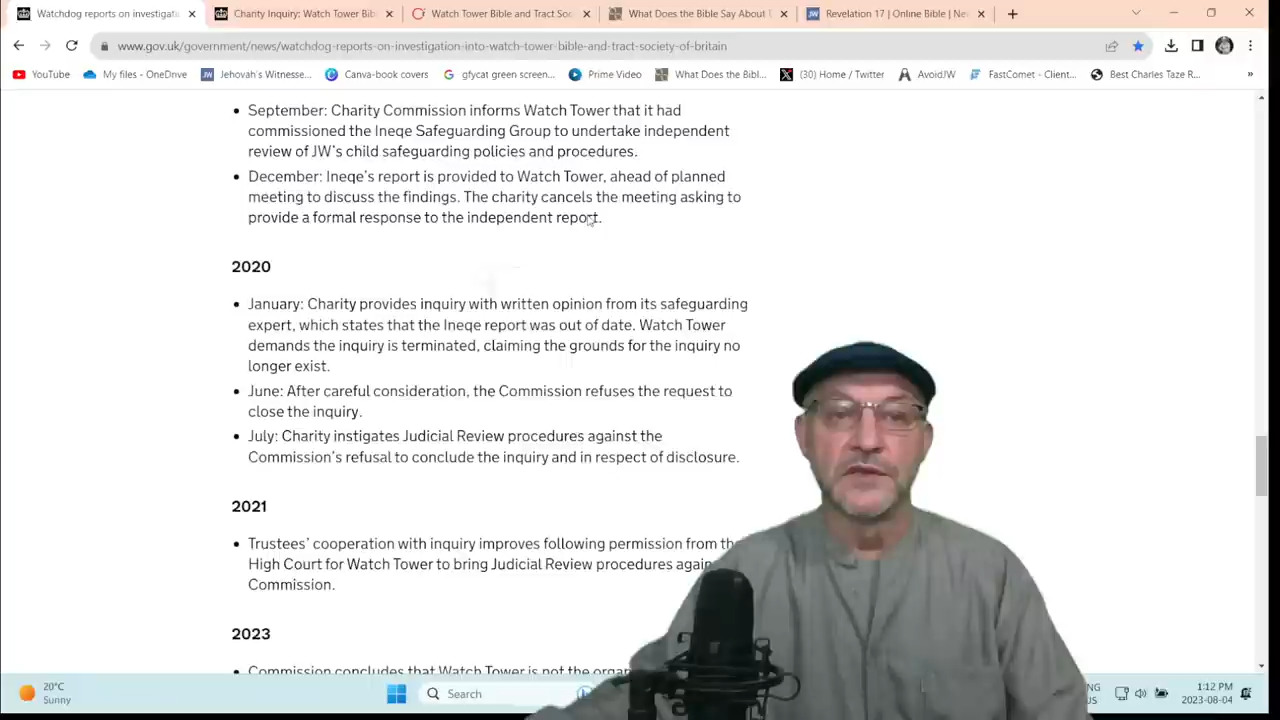 Watchdog reports on investigati
Charity Inquiry: Watch Tower Bib
Watch Tower Bible and Tract Soc
What Does the Bible Say About
Revelation 17 | Online Bible | Ne
www.gov.uk/government/news/watchdog-reports-on-investigation-into-watch-tower-bible-and-tract-society-of-britain
YouTube
My files - OneDrive
Jehovah's Witnesse...
Canva-book covers
gfycat green screen...
Prime Video
What Does the Bibl...
(30) Home / Twitter
AvoidJW
FastComet • Client...
Best Charles Taze R...
September: Charity Commission informs Watch Tower that it had
commissioned the Ineqe Safeguarding Group to undertake independent
review of JW's child safeguarding policies and procedures.
December: Ineqe's report is provided to Watch Tower, ahead of planned
meeting to discuss the findings. The charity cancels the meeting asking to
provide a formal response to the independent report.
2020
January: Charity provides inquiry with written opinion from its safeguarding
expert, which states that the Ineqe report was out of date. Watch Tower
demands the inquiry is terminated, claiming the grounds for the inquiry no
longer exist.
June: After careful consideration, the Commission refuses the request to
close the inquiry.
July: Charity instigates Judicial Review procedures against the
Commission's refusal to conclude the inquiry and in respect of disclosure.
2021
Trustees' cooperation with inquiry improves following permission from the
High Court for Watch Tower to bring Judicial Review procedures again
Commission.
2023
Commission concludes that Watch Tower is not the organ
20°C
Sunny
Search
NG
US
1:12 PM
2023-08-04